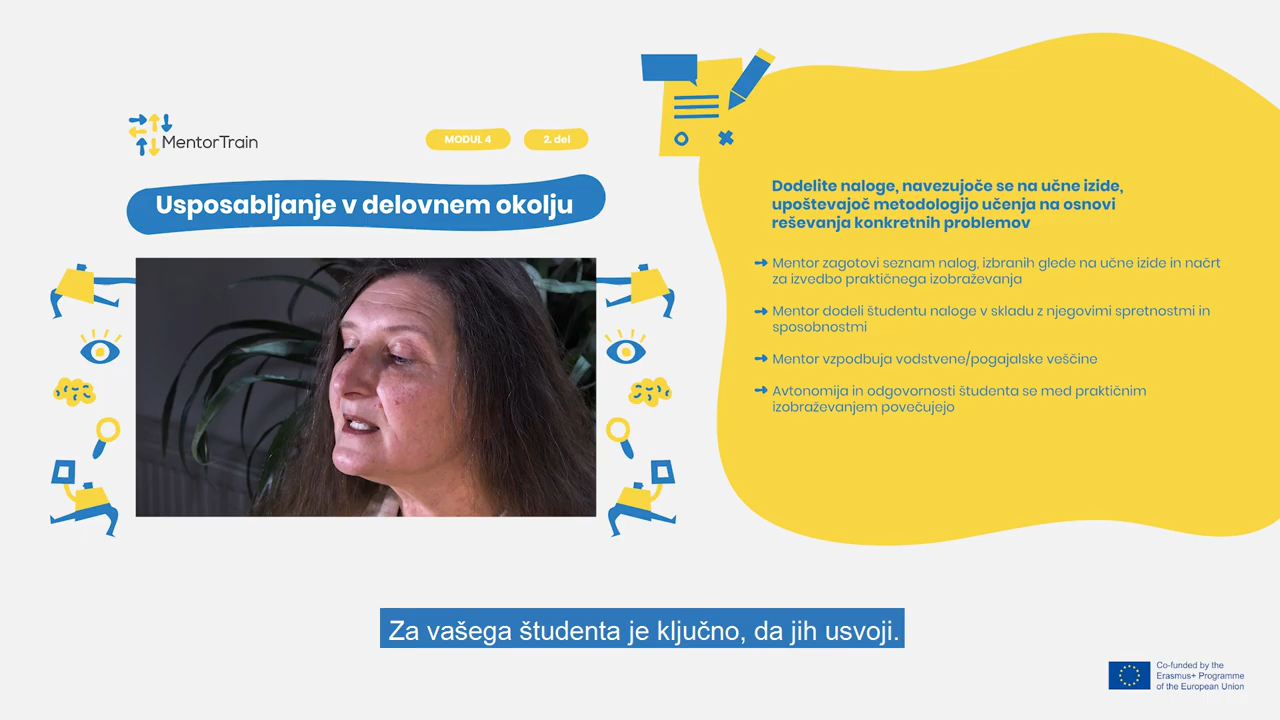 MentorTrain
MODUL 4
2. del
Usposabljanje v delovnem okolju
Dodelite naloge, navezujoče se na učne izide,
upoštevajoč metodologijo učenja na osnovi
reševanja konkretnih problemov
Mentor zagotovi seznam nalog, izbranih glede na učne izide in načrt
za izvedbo praktičnega izobraževanja
Mentor dodeli študentu naloge v skladu z njegovimi spretnostmi in
sposobnostmi
Mentor vzpodbuja vodstvene/pogajalske veščine
Avtonomija in odgovornosti študenta se med praktičnim
izobraževanjem povečujejo
Za vašega študenta je ključno, da jih usvoji.
Co-funded by the
Erasmus+ Programme
of the European Union